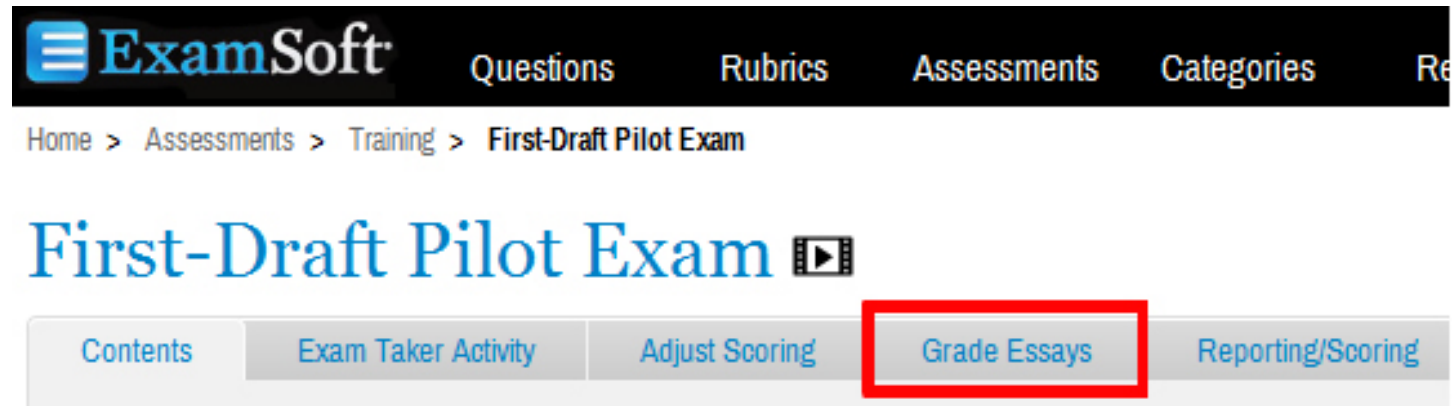 ExamSoft Questions Rubrics Assessments Categories
Home > Assessments > Training > First-Draft Pilot Exam
First-Draft Pilot Exam
Contents Exam Taker Activity Adjust Scoring Grade Essays Reporting/Scoring